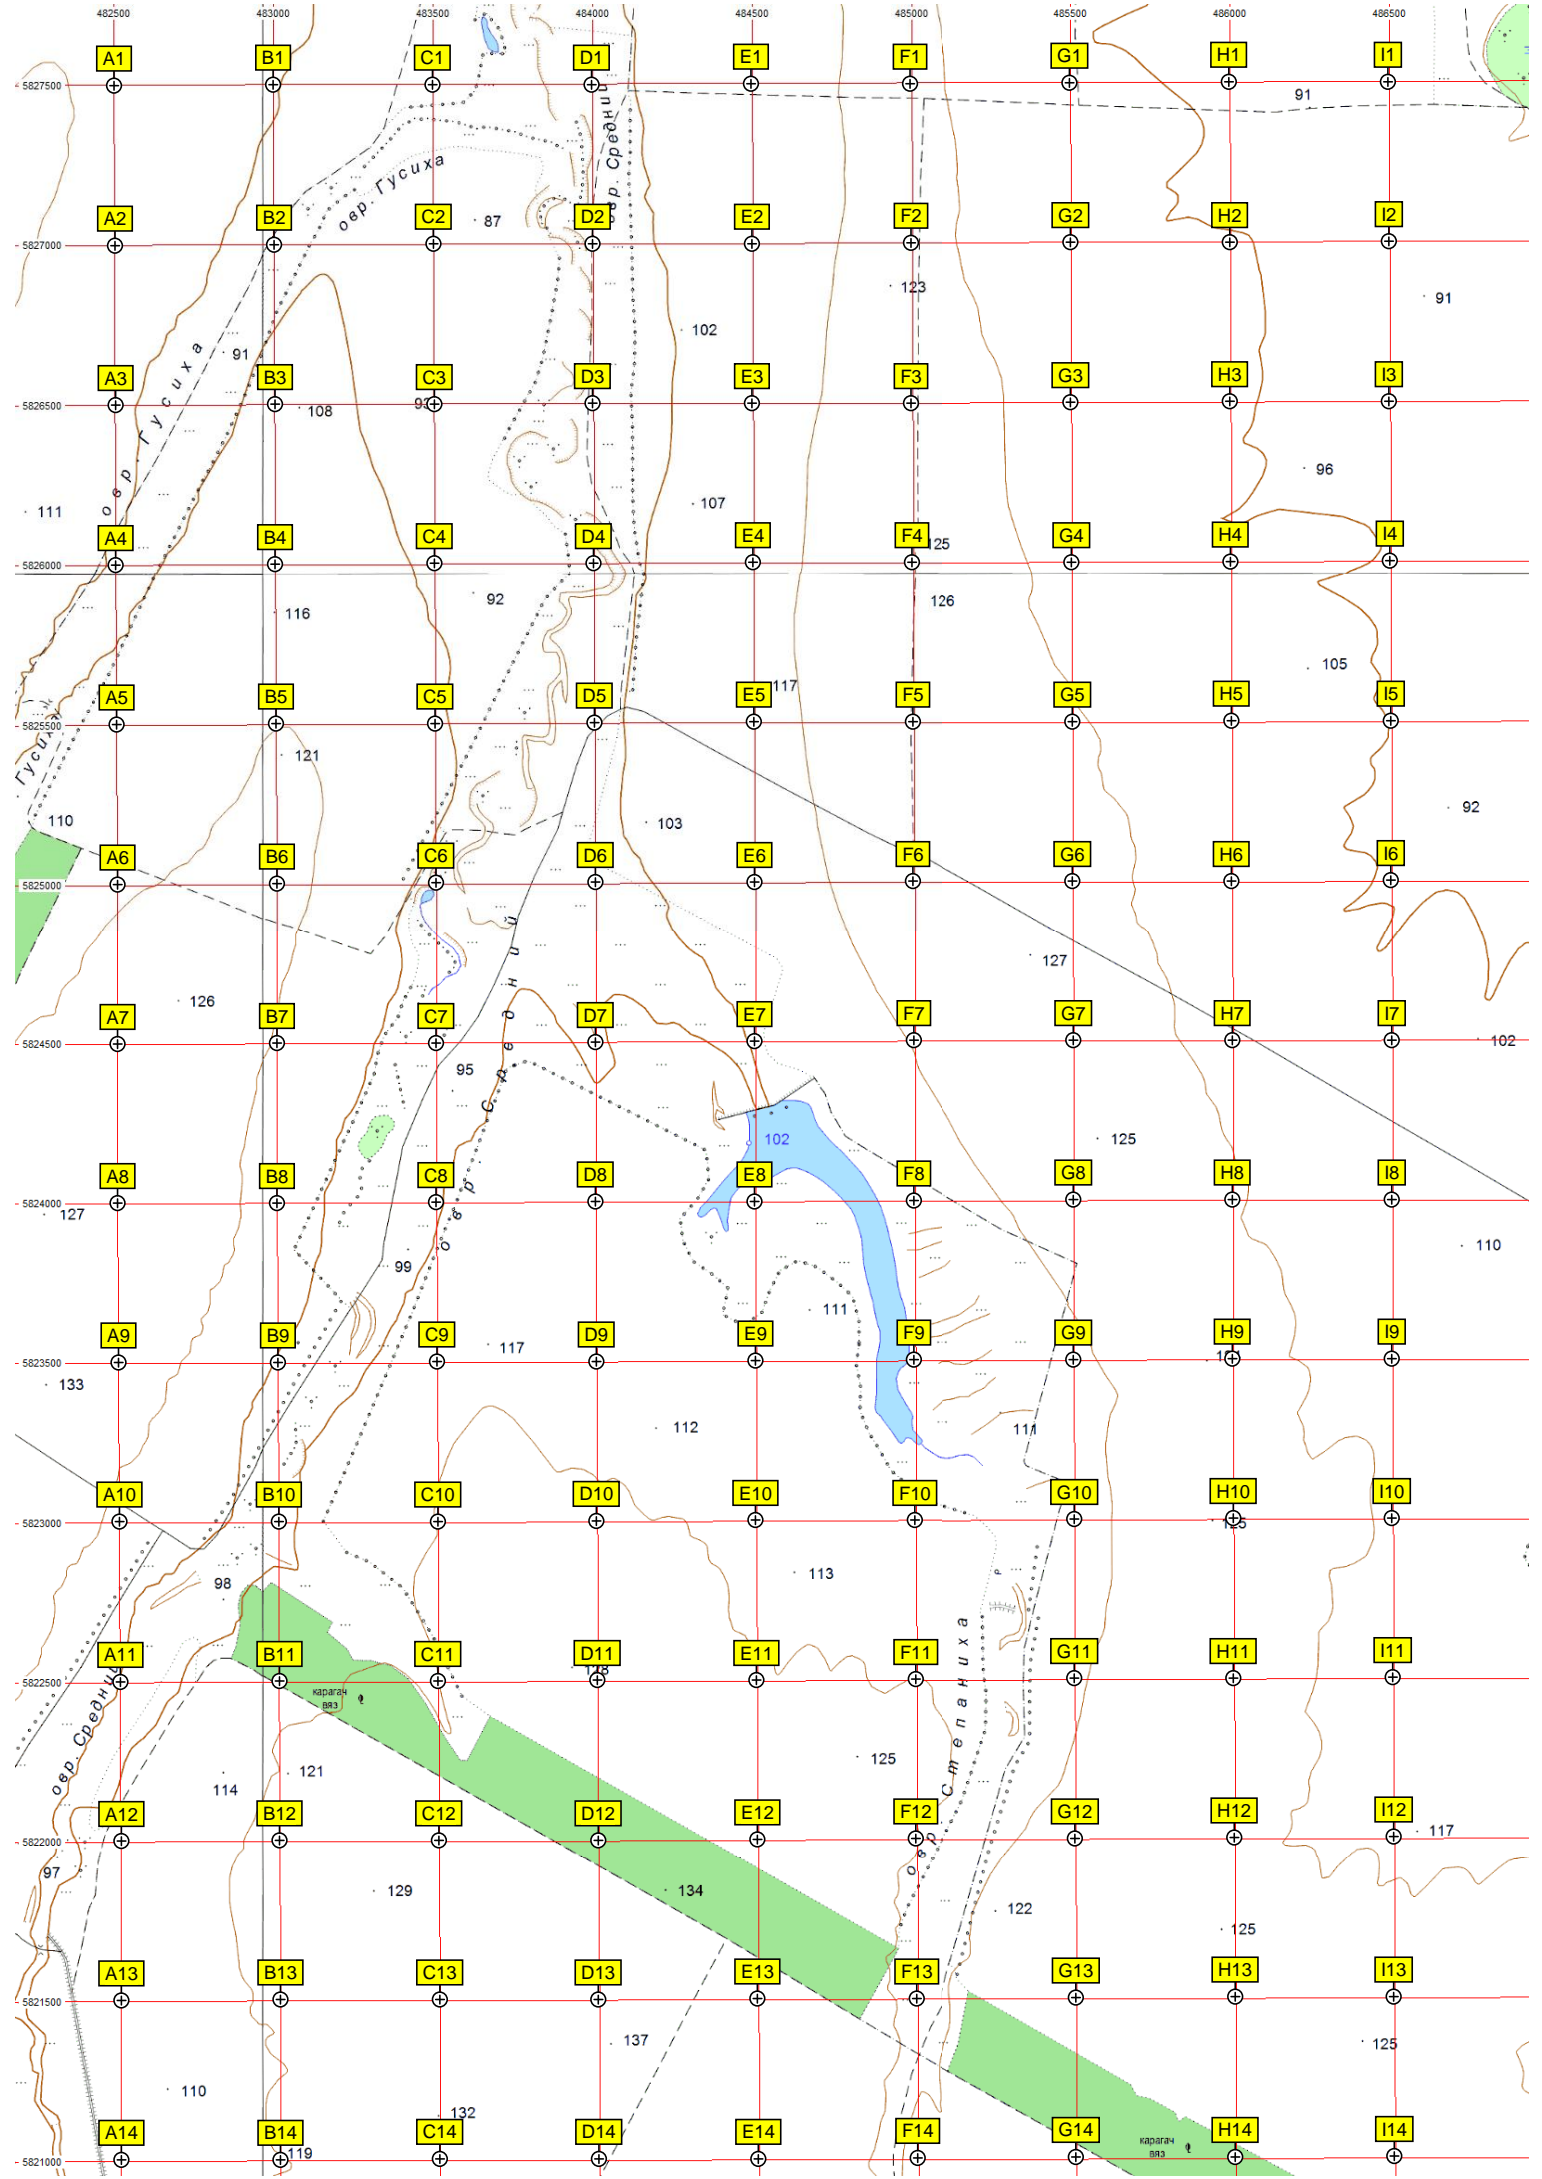 482500 483000 483500 484000 484500 485000 485500 486000 486500
A1 B1 C1 D1 E1 F1 G1 H1 I1
5827500
91
овр. Средний
овр. Гусиха
A2 B2 C2 D2 E2 F2 G2 H2 I2
87
5827000
123
91
102
овр. Гусиха
91
A3 B3 C3 D3 E3 F3 G3 H3 I3
108
5826500
96
107
111
A4 B4 C4 D4 E4 F4 G4 H4 I4
125
5826000
92
126
116
105
117
A5 B5 C5 D5 E5 F5 G5 H5 I5
5825500
Гусиха
121
92
110
103
A6 B6 C6 D6 E6 F6 G6 H6 I6
5825000
овр. Средний
127
126
A7 B7 C7 D7 E7 F7 G7 H7 I7
5824500
102
95
102
125
A8 B8 C8 D8 E8 F8 G8 H8 I8
5824000
127
110
99
111
A9 B9 C9 D9 E9 F9 G9 H9 I9
117
5823500
133
112
111
A10 B10 C10 D10 E10 F10 G10 H10 I10
5823000
125
113
98
A11 B11 C11 D11 E11 F11 G11 H11 I11
5822500
карагач
вяз
овр. Средний
овр. Степаниха
125
121
114
A12 B12 C12 D12 E12 F12 G12 H12 I12
117
5822000
97
129
134
122
125
A13 B13 C13 D13 E13 F13 G13 H13 I13
5821500
137
125
110
132
A14 B14 C14 D14 E14 F14 G14 H14 I14
карагач
вяз
119
5821000